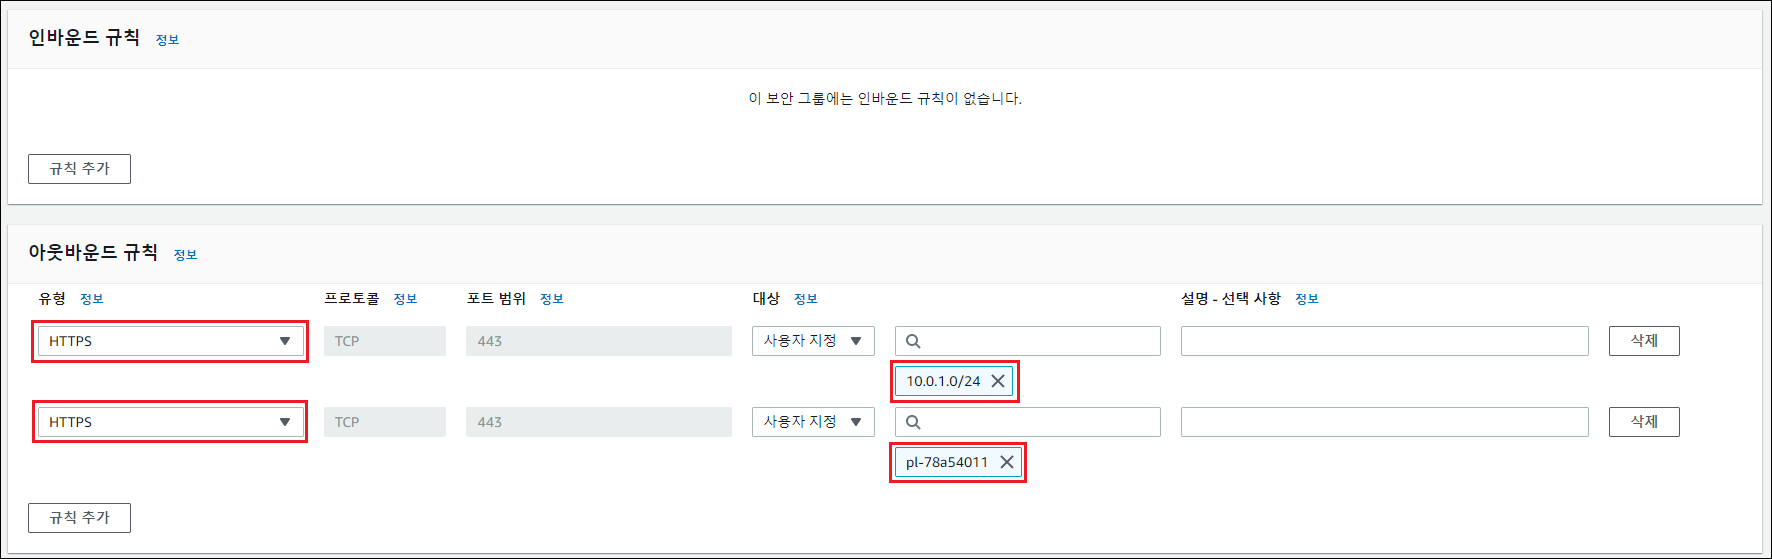 인바운드 규칙 정보
이 보안 그룹에는 인바운드 규칙이 없습니다.
규칙 추가
아웃바운드 규칙 정보
유형 정보 프로토콜 정보 포트 범위 정보 대상 정보 설명 - 선택 사항 정보
HTTPS TCP 443 사용자 지정 삭제
10.0.1.0/24
HTTPS TCP 443 사용자 지정 삭제
pl-78a54011
규칙 추가